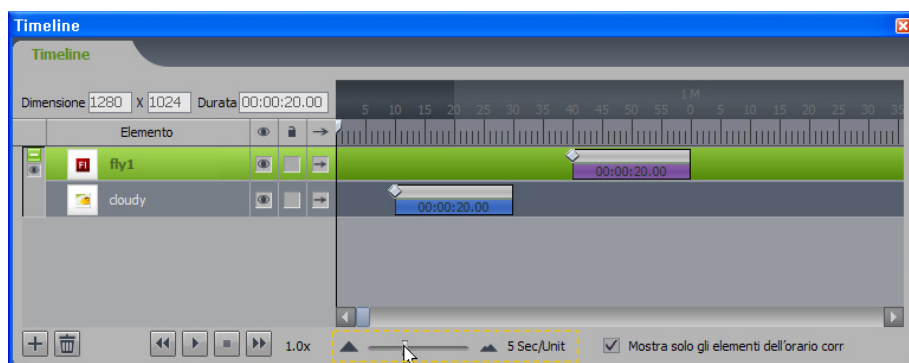 Timeline
Timeline
Dimensione 1280 X 1024 Durata 00:00:20.00
1 M
5 10 15 20 25 30 35 40 45 50 55 0 5 10 15 20 25 30 35
Elemento
Fl fly1
00:00:20.00
cloudy
00:00:20.00
1.0x 5 Sec/Unit Mostra solo gli elementi dell'orario corr